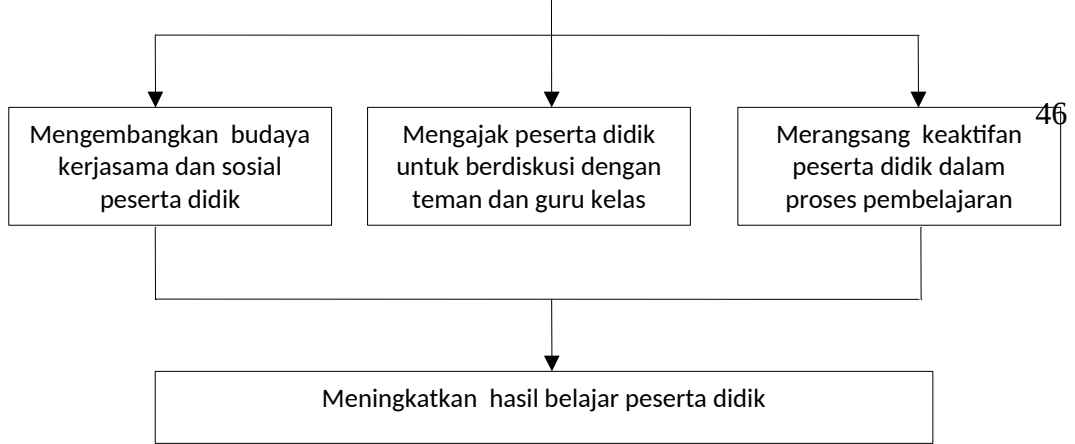 46
Mengembangkan budaya
kerjasama dan sosial
peserta didik
Mengajak peserta didik
untuk berdiskusi dengan
teman dan guru kelas
Merangsang keaktifan
peserta didik dalam
proses pembelajaran
Meningkatkan hasil belajar peserta didik